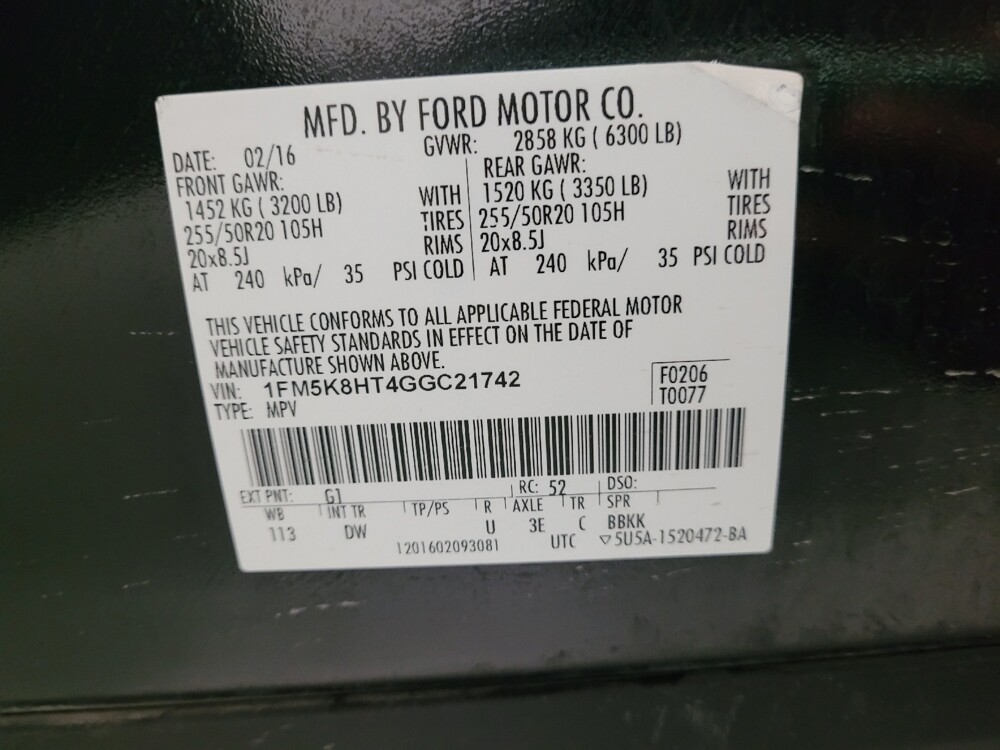 MFD. BY FORD MOTOR CO.
DATE: 02/16 GVWR: 2858 KG ( 6300 LB)
FRONT GAWR: REAR GAWR:
1452 KG ( 3200 LB) WITH 1520 KG ( 3350 LB) WITH
255/50R20 105H TIRES 255/50R20 105H TIRES
20x8.5J RIMS 20x8.5J RIMS
AT 240 kPa/ 35 PSI COLD AT 240 kPa/ 35 PSI COLD
THIS VEHICLE CONFORMS TO ALL APPLICABLE FEDERAL MOTOR
VEHICLE SAFETY STANDARDS IN EFFECT ON THE DATE OF
MANUFACTURE SHOWN ABOVE.
VIN: 1FM5K8HT4GGC21742 F0206
TYPE: MPV T0077
EXT PNT: G1 RC: 52 DSO:
WB INT TR TP/PS R AXLE TR SPR
113 DW U 3E C BBKK
1201602093081 UTC ▽5U5A-1520472-BA